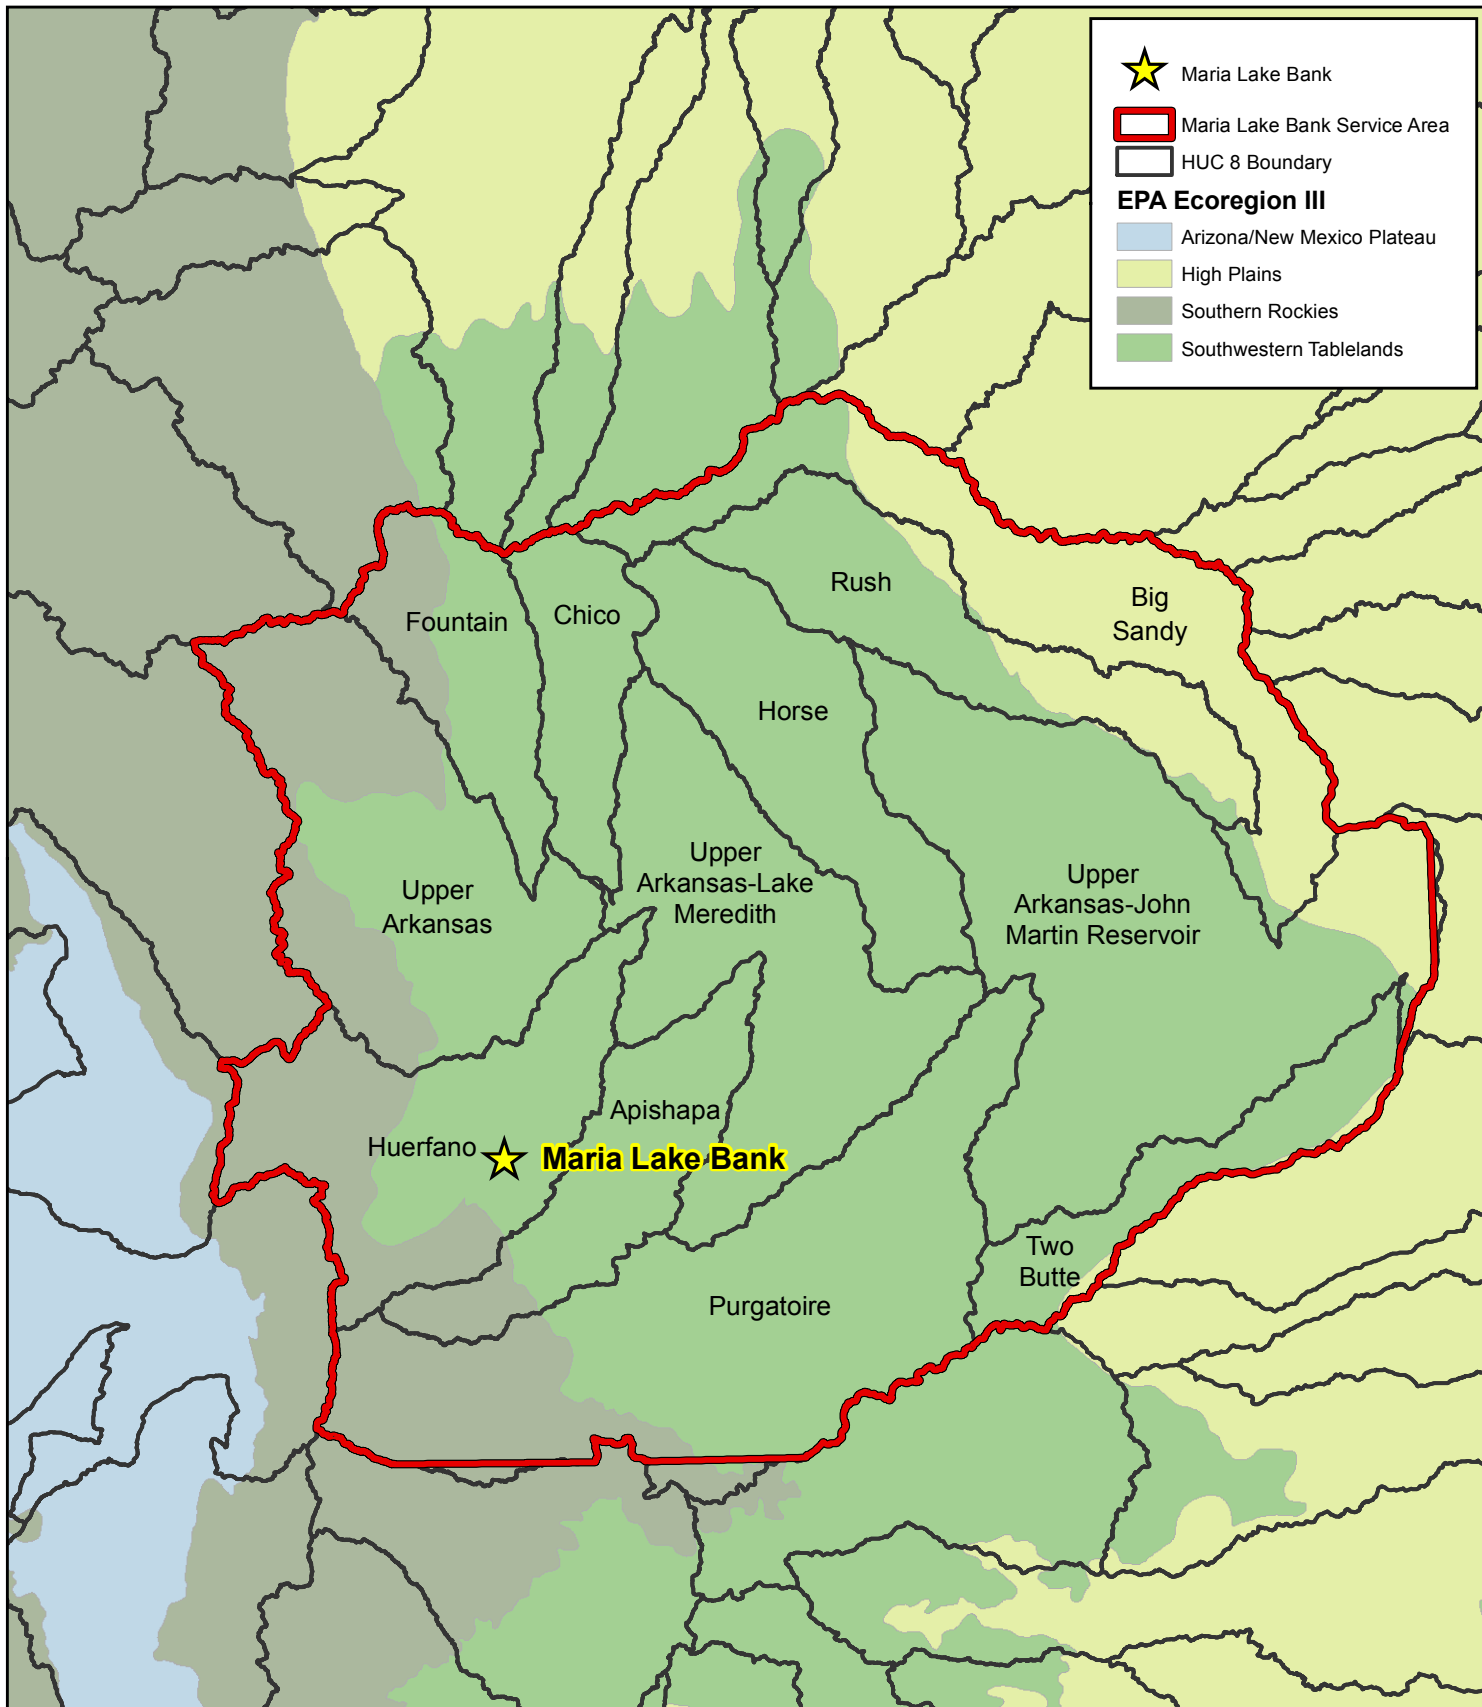 Maria Lake Bank
Maria Lake Bank Service Area
HUC 8 Boundary
EPA Ecoregion III
Arizona/New Mexico Plateau
High Plains
Southern Rockies
Southwestern Tablelands
Rush
Big
Sandy
Fountain
Chico
Horse
Upper
Arkansas-Lake
Meredith
Upper
Arkansas
Upper
Arkansas-John
Martin Reservoir
Apishapa
Huerfano
Maria Lake Bank
Two
Butte
Purgatoire